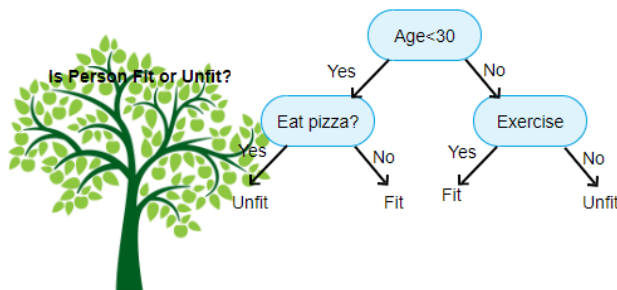 Age<30
Is Person Fit or Unfit?
Yes
No
Eat pizza?
Exercise
Yes
No
Yes
No
Unfit
Fit
Fit
Unfit